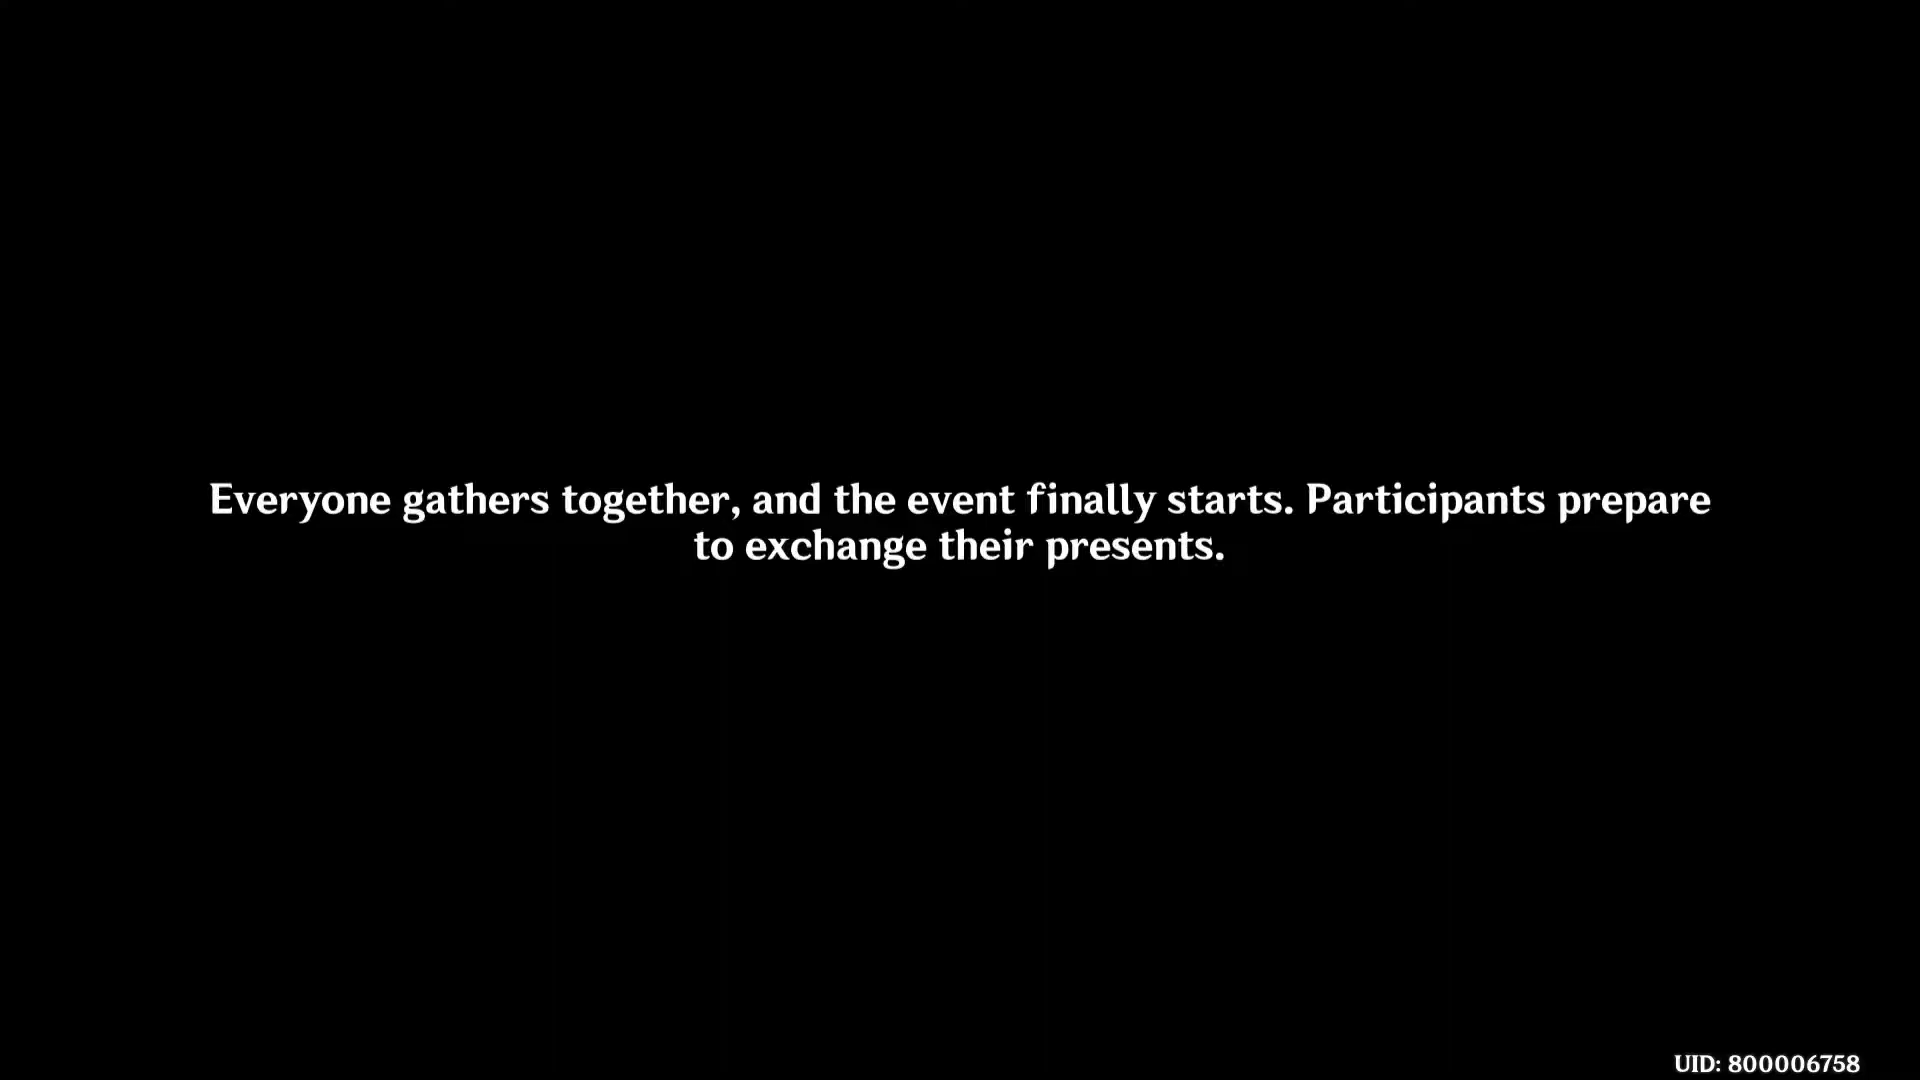 Everyone gathers together, and the event finally starts. Participants prepare
to exchange their presents.
UID: 800006758